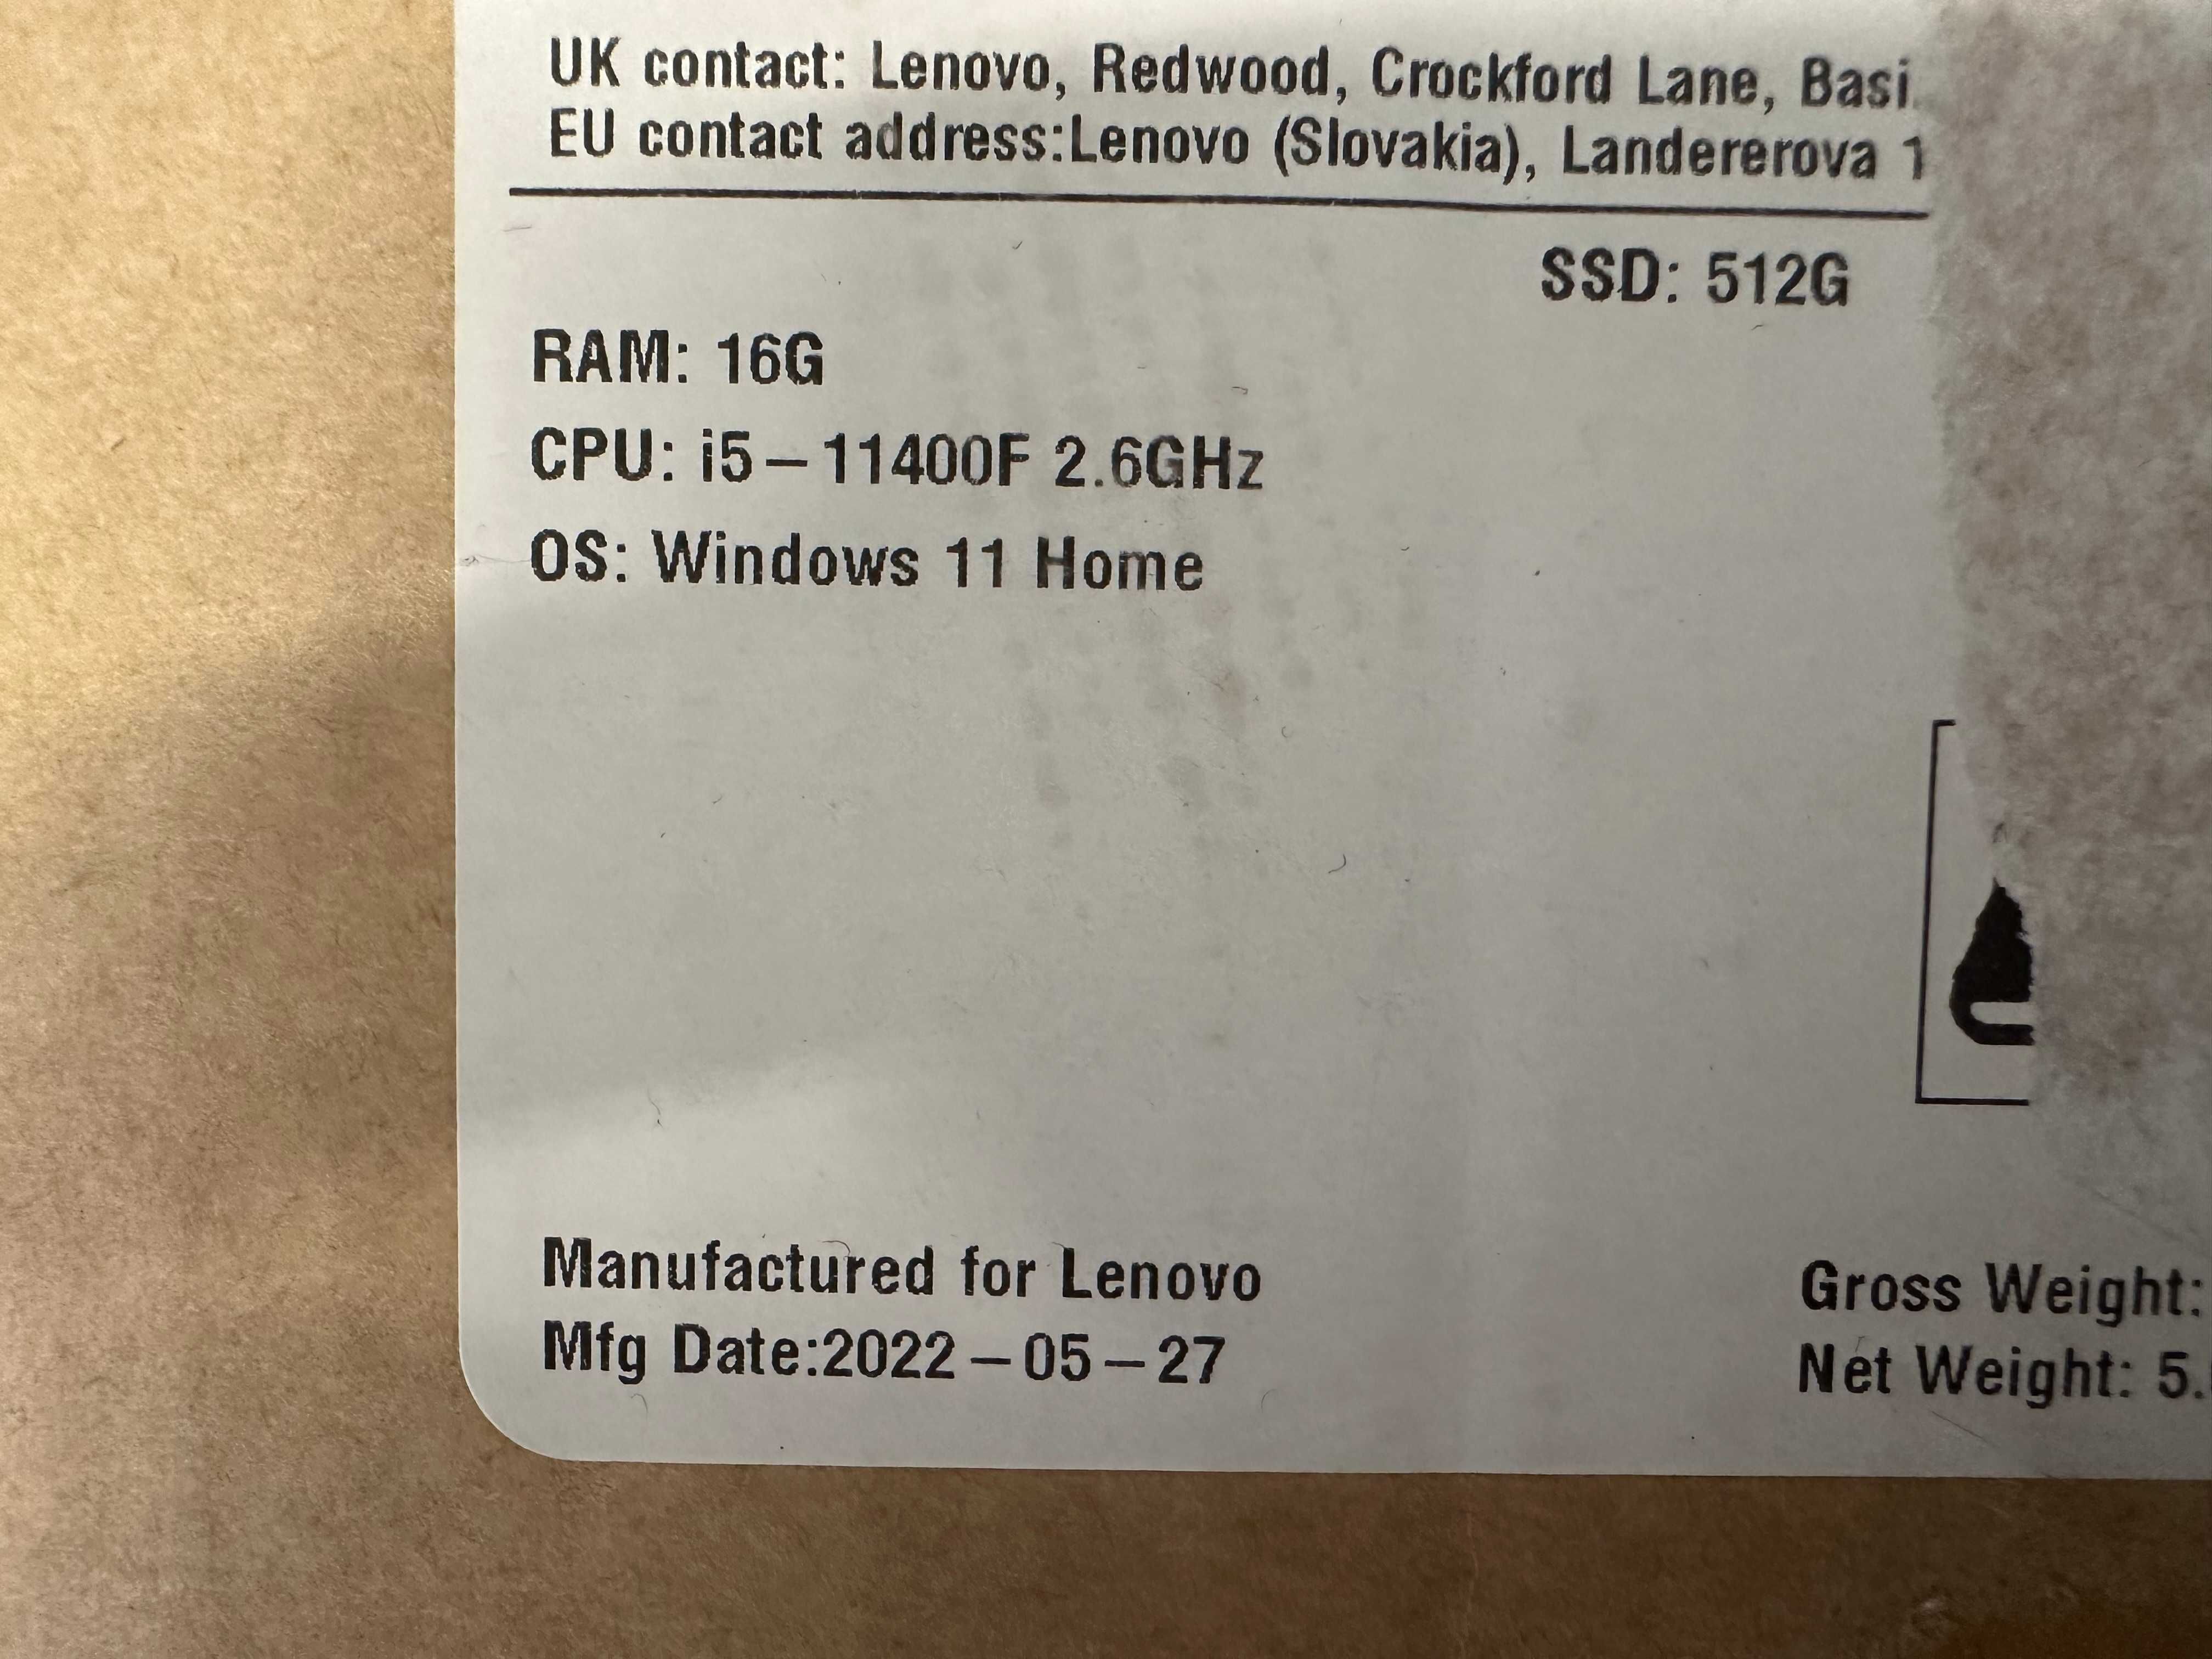 UK contact: Lenovo, Redwood, Crockford Lane, Basi
EU contact address:Lenovo (Slovakia), Landererova 1
SSD: 512G
RAM: 16G
CPU: i5-11400F 2.6GHz
OS: Windows 11 Home
Manufactured for Lenovo
Mfg Date:2022-05-27
Gross Weight:
Net Weight: 5.